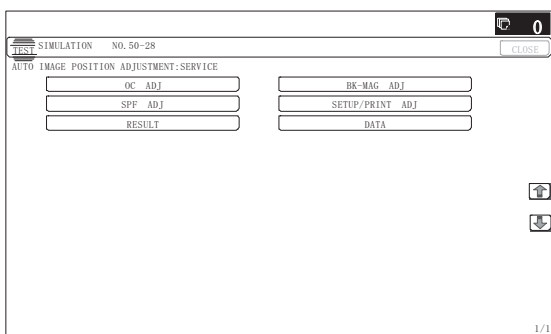 0
TEST SIMULATION NO.50-28 CLOSE
AUTO IMAGE POSITION ADJUSTMENT:SERVICE
OC ADJ BK-MAG ADJ
SPF ADJ SETUP/PRINT ADJ
RESULT DATA
1/1